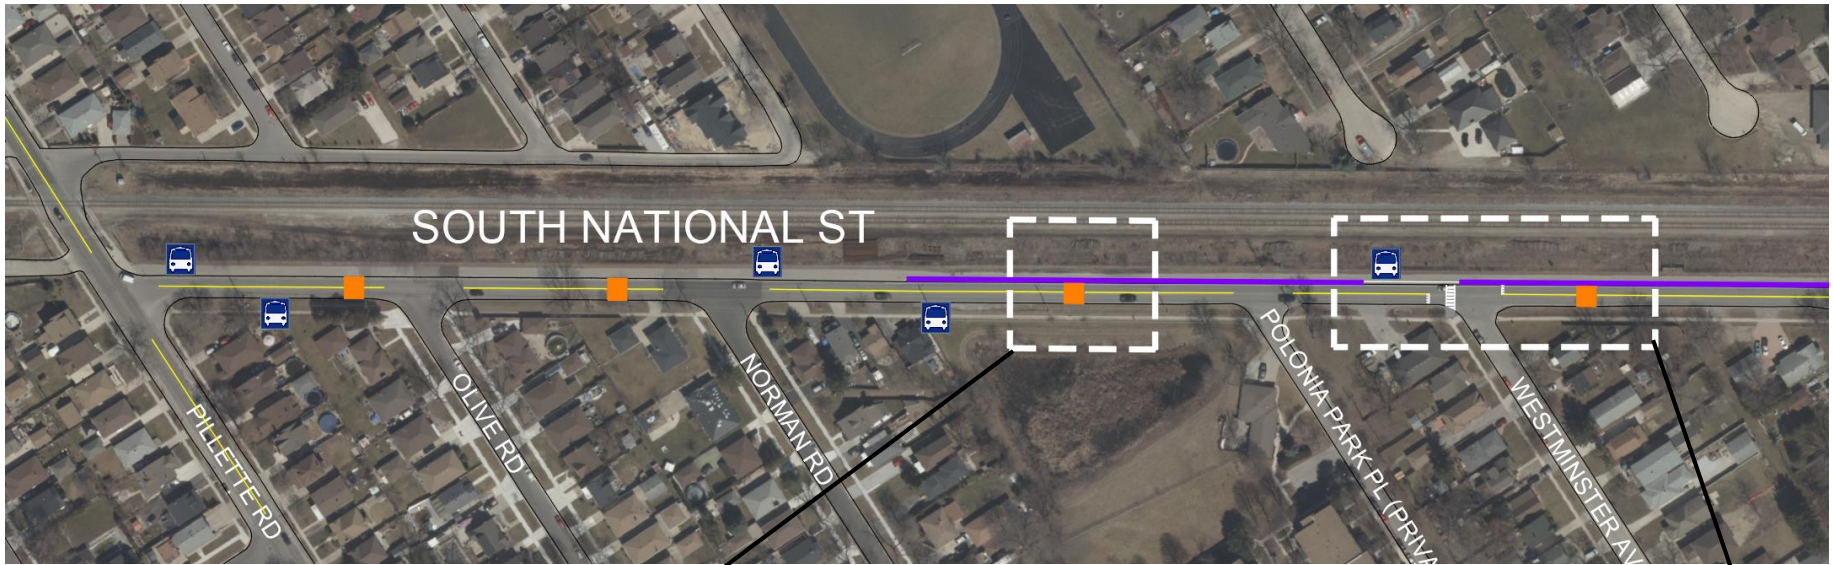 SOUTH NATIONAL ST
PILLETTE RD
OLIVE RD
NORMAN RD
POLONIA PARK PL (PRIVA
WESTMINSTER AV